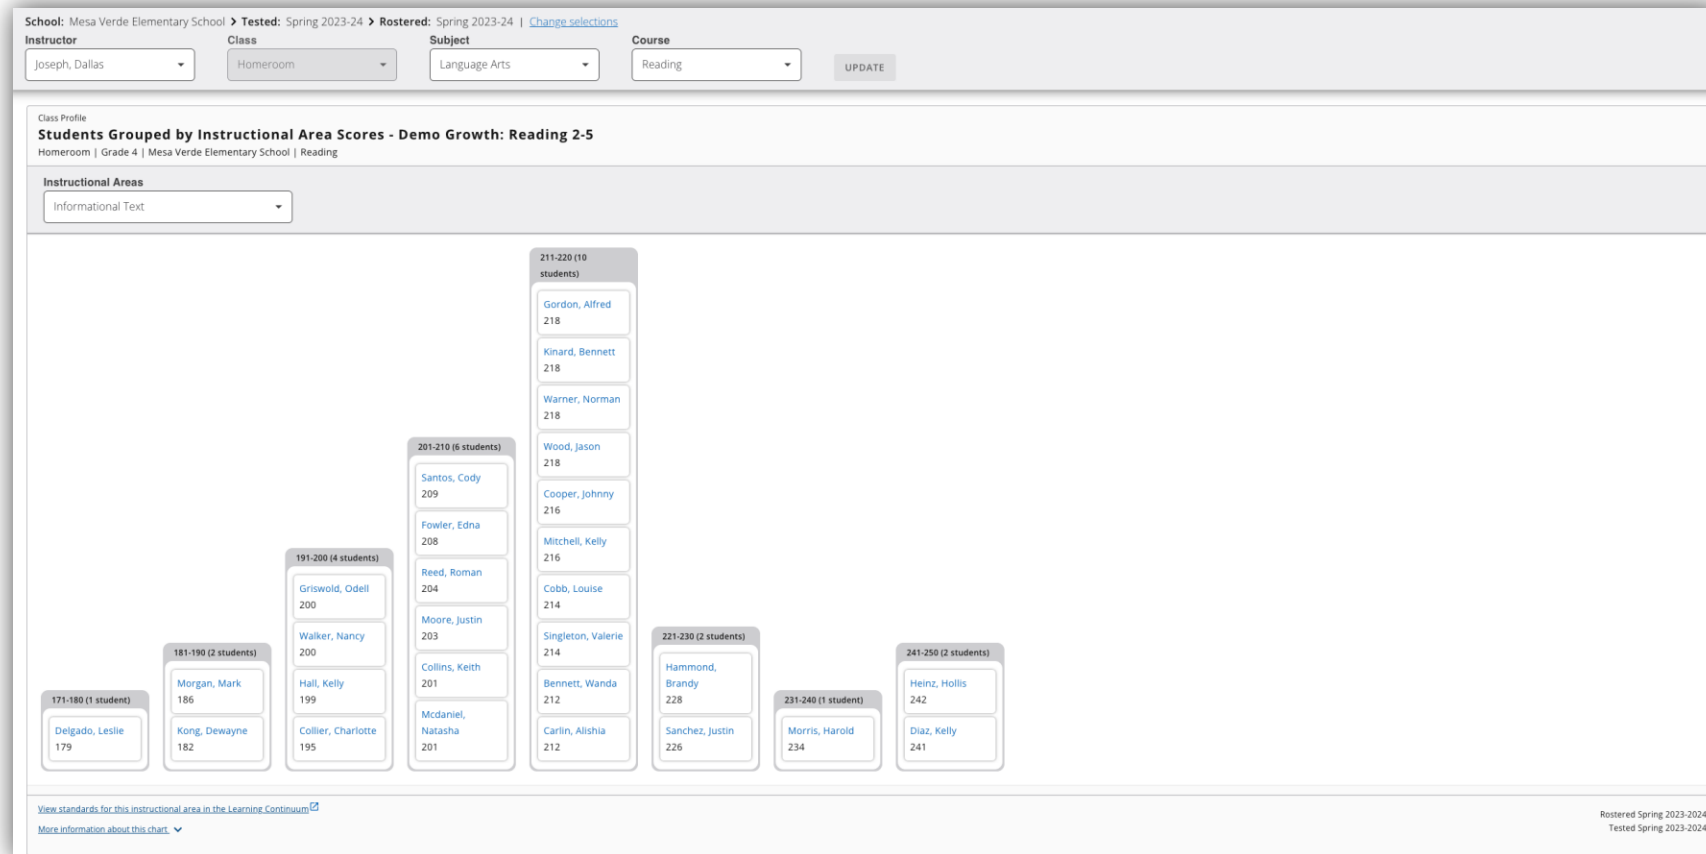 School: Mesa Verde Elementary School > Tested: Spring 2023-24 > Rostered: Spring 2023-24 | Change selections
Instructor Class Subject Course
Joseph, Dallas Homeroom Language Arts Reading UPDATE
Class Profile
Students Grouped by Instructional Area Scores - Demo Growth: Reading 2-5
Homeroom | Grade 4 | Mesa Verde Elementary School | Reading
Instructional Areas
Informational Text
171-180 (1 student)
Delgado, Leslie
179
181-190 (2 students)
Morgan, Mark
186
Kong, Dewayne
182
191-200 (4 students)
Griswold, Odell
200
Walker, Nancy
200
Hall, Kelly
199
Collier, Charlotte
195
201-210 (6 students)
Santos, Cody
209
Fowler, Edna
208
Reed, Roman
204
Moore, Justin
203
Collins, Keith
201
Mcdaniel,
Natasha
201
211-220 (10
students)
Gordon, Alfred
218
Kinard, Bennett
218
Warner, Norman
218
Wood, Jason
218
Cooper, Johnny
216
Mitchell, Kelly
216
Cobb, Louise
214
Singleton, Valerie
214
Bennett, Wanda
212
Carlin, Alishia
212
221-230 (2 students)
Hammond,
Brandy
228
Sanchez, Justin
226
231-240 (1 student)
Morris, Harold
234
241-250 (2 students)
Heinz, Hollis
242
Diaz, Kelly
241
View standards for this instructional area in the Learning Continuum
More information about this chart
Rostered Spring 2023-2024
Tested Spring 2023-2024